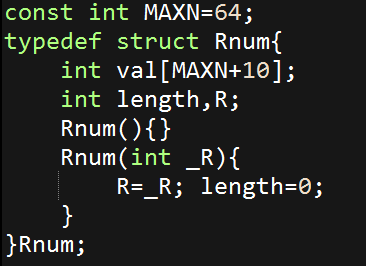 const int MAXN=64;
typedef struct Rnum{
    int val[MAXN+10];
    int length,R;
    Rnum(){}
    Rnum(int _R){
        R=_R; length=0;
    }
}Rnum;